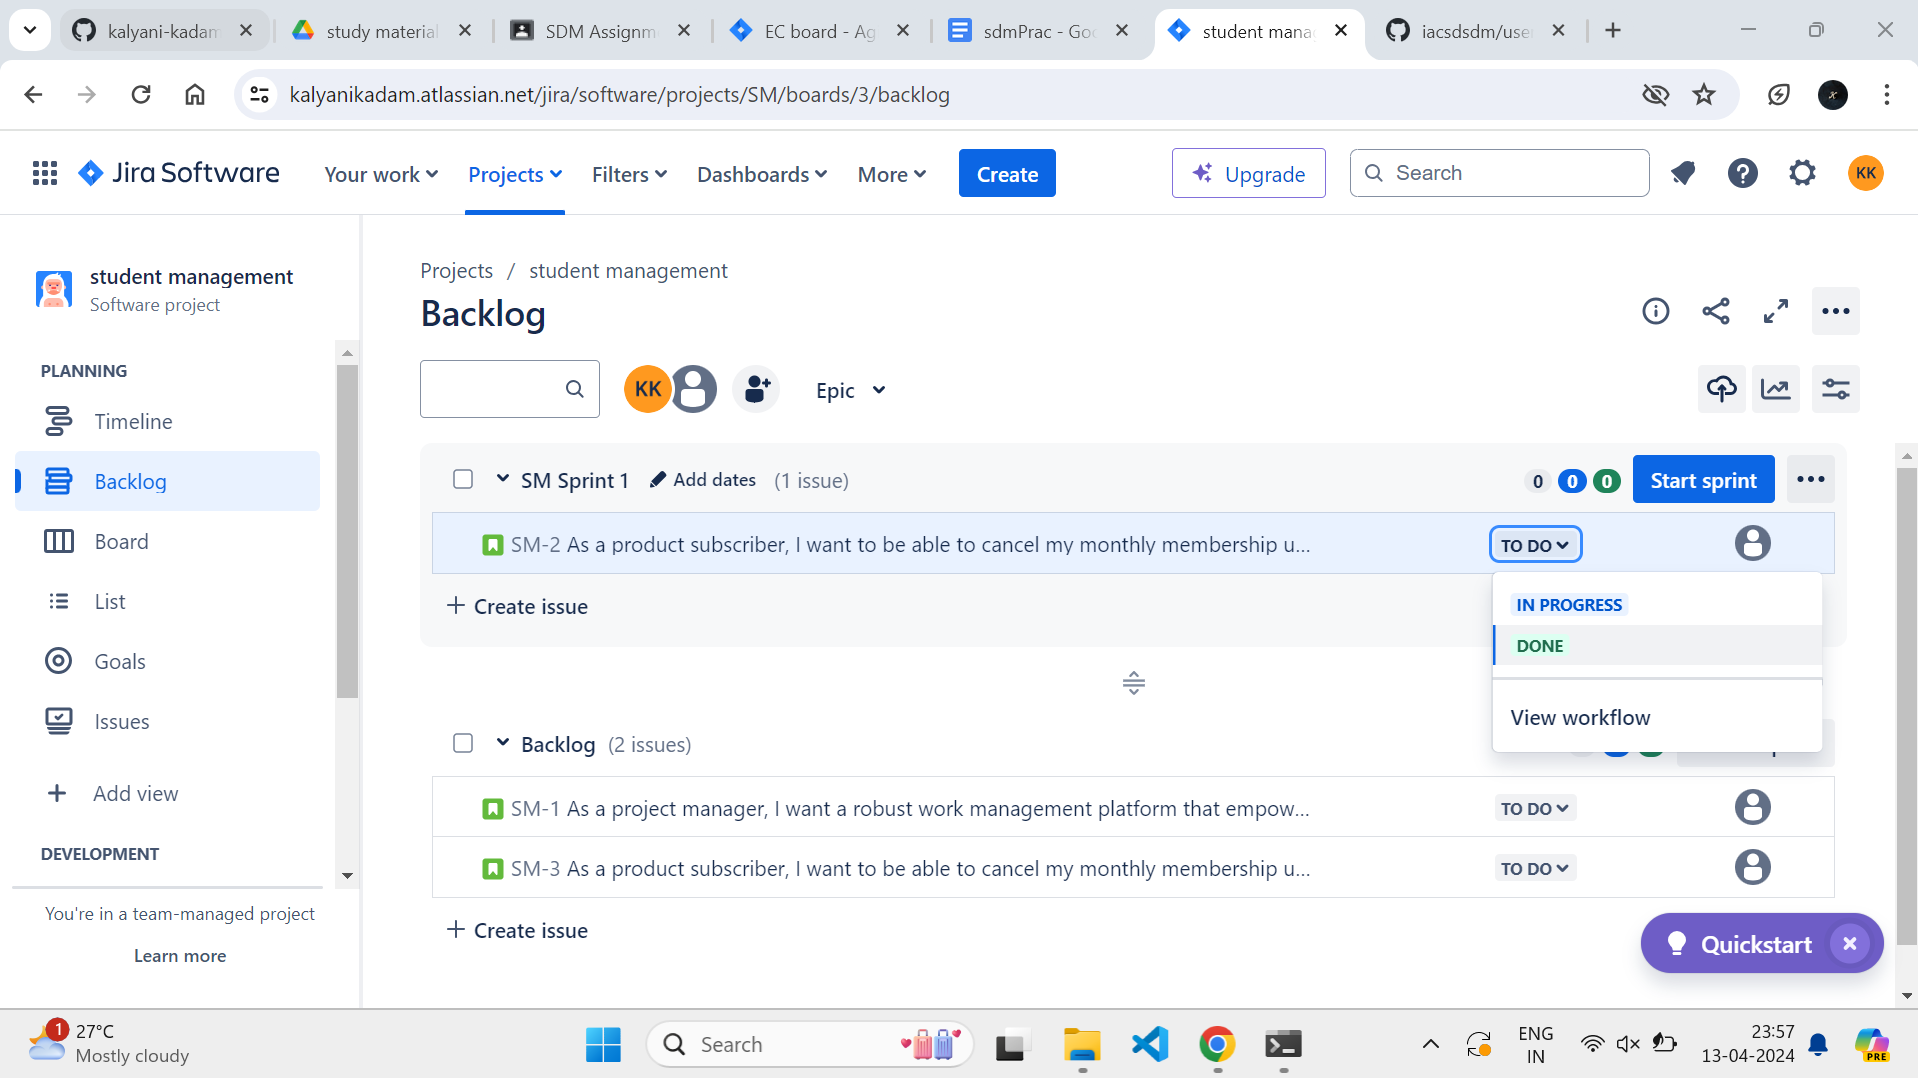 kalyani-kadam
study material
SDM Assignm
EC board - Ag
sdmPrac - Goo
student mana
iacsdsdm/use
kalyanikadam.atlassian.net/jira/software/projects/SM/boards/3/backlog
Jira Software
Your work
Projects
Filters
Dashboards
More
Create
Upgrade
Search
KK
student management
Software project
PLANNING
Timeline
Backlog
Board
List
Goals
Issues
Add view
DEVELOPMENT
You're in a team-managed project
Learn more
Projects / student management
Backlog
KK
Epic
SM Sprint 1 Add dates (1 issue)
0 0 0
Start sprint
SM-2 As a product subscriber, I want to be able to cancel my monthly membership u...
TO DO
IN PROGRESS
DONE
View workflow
+ Create issue
Backlog (2 issues)
SM-1 As a project manager, I want a robust work management platform that empow...
TO DO
SM-3 As a product subscriber, I want to be able to cancel my monthly membership u...
TO DO
+ Create issue
Quickstart
1
27°C
Mostly cloudy
Search
ENG
IN
23:57
13-04-2024
PRE